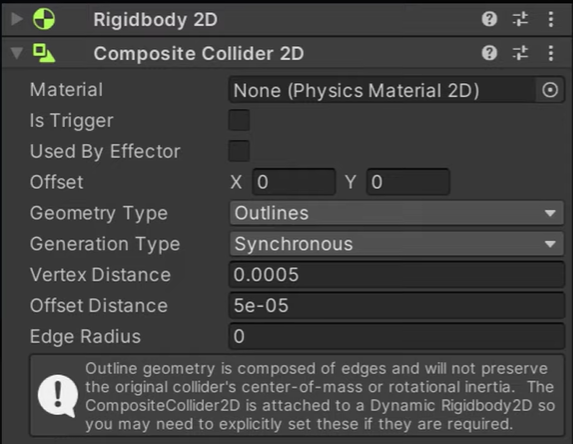 Rigidbody 2D
Composite Collider 2D
Material None (Physics Material 2D)
Is Trigger
Used By Effector
Offset X 0 Y 0
Geometry Type Outlines
Generation Type Synchronous
Vertex Distance 0.0005
Offset Distance 5e-05
Edge Radius 0
Outline geometry is composed of edges and will not preserve
the original collider's center-of-mass or rotational inertia. The
CompositeCollider2D is attached to a Dynamic Rigidbody2D so
you may need to explicitly set these if they are required.